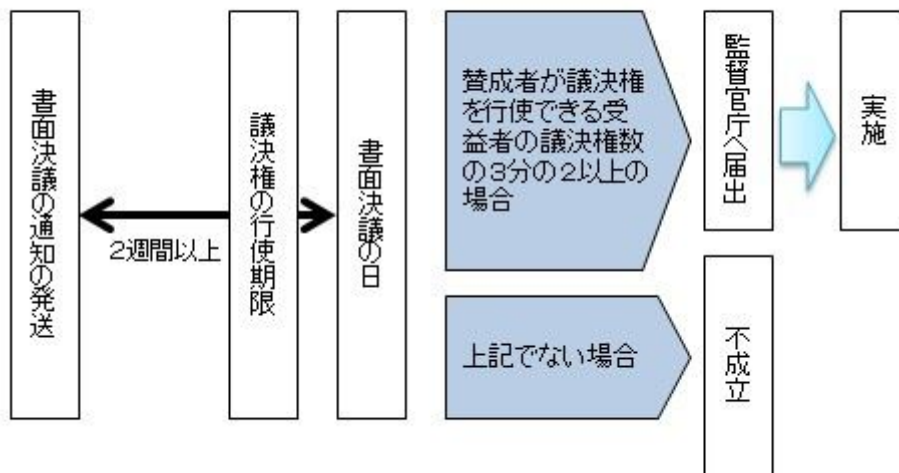 書面決議の通知の発送
2週間以上
議決権の行使期限
書面決議の日
賛成者が議決権
を行使できる受
益者の議決権数
の3分の2以上の
場合
監督官庁へ届出
実施
上記でない場合
不成立